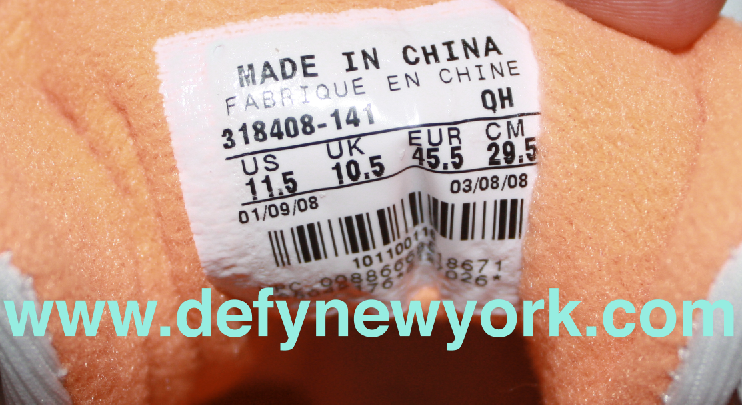 MADE IN CHINA
FABRIQUE EN CHINE
318408-141 QH
US UK EUR CM
11.5 10.5 45.5 29.5
01/09/08 03/08/08
www.defynewyork.com